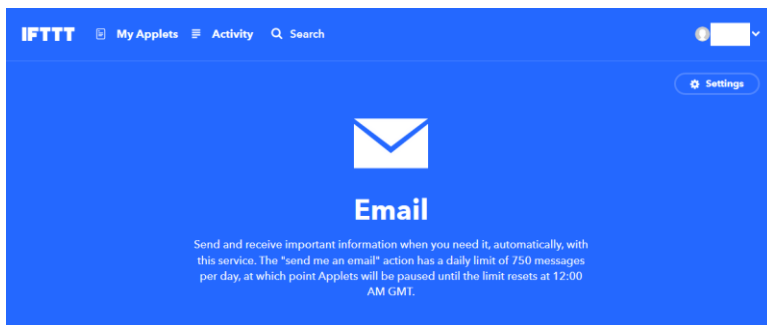 IFTTT My Applets Activity Search
Settings
Email
Send and receive important information when you need it, automatically, with
this service. The "send me an email" action has a daily limit of 750 messages
per day, at which point Applets will be paused until the limit resets at 12:00
AM GMT.